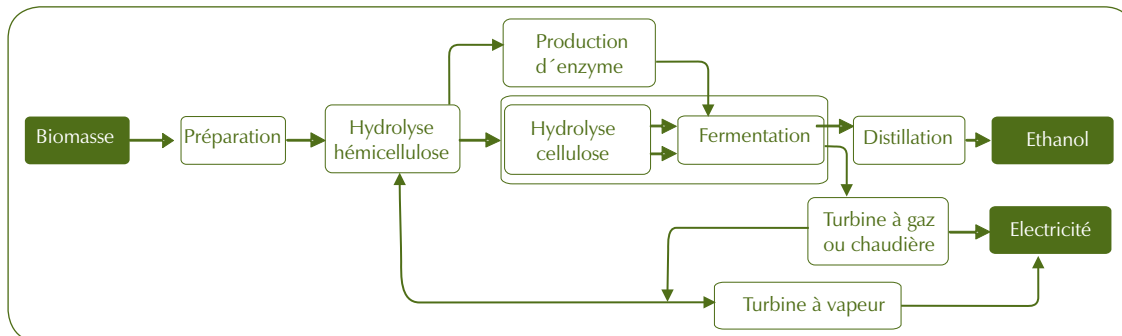 Production
d´enzyme
Biomasse
Préparation
Hydrolyse
hémicellulose
Hydrolyse
cellulose
Fermentation
Distillation
Ethanol
Turbine à gaz
ou chaudière
Electricité
Turbine à vapeur